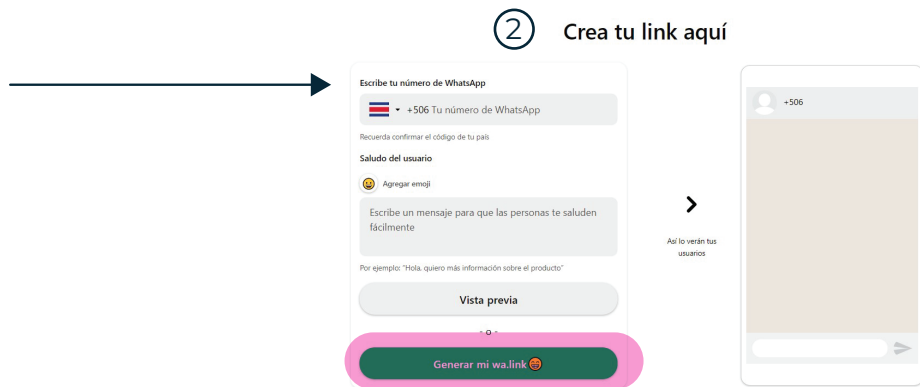 2 Crea tu link aquí
Escribe tu número de WhatsApp
+506 Tu número de WhatsApp
Recuerda confirmar el código de tu país
Saludo del usuario
Agregar emoji
Escribe un mensaje para que las personas te saluden
fácilmente
Por ejemplo: "Hola, quiero más información sobre el producto"
Vista previa
- o -
Generar mi wa.link
Así lo verán tus
usuarios
+506